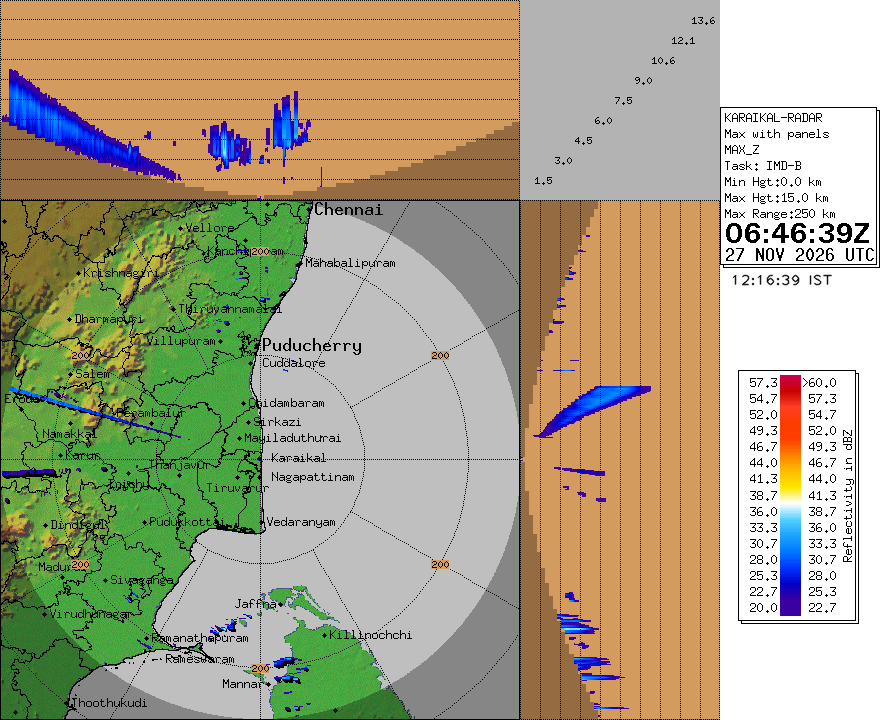 13.6
12.1
10.6
9.0
7.5
6.0
4.5
3.0
1.5
KARAIKAL-RADAR
Max with panels
MAX_Z
Task: IMD-B
Min Hgt:0.0 km
Max Hgt:15.0 km
Max Range:250 km
06:46:39Z
27 NOV 2026 UTC
12:16:39 IST
Chennai
Vellore
200
Mahabalipuram
Krishnagiri
Thiruvannamalai
Dharmapuri
Villupuram
Puducherry
200
200
Cuddalore
Salem
Erode
Chidambaram
Perambalur
Sirkazi
Namakkal
Mayiladuthurai
Karur
Karaikal
Thanjavur
Nagapattinam
Tiruvarur
Dindigul
Pudukkottai
Vedaranyam
200
200
Sivaganga
Jaffna
Virudhunagar
Ramanathapuram
Killinochchi
Rameswaram
200
Mannar
Thoothukudi
57.3 >60.0
54.7 57.3
52.0 54.7
49.3 52.0
46.7 49.3
44.0 46.7
41.3 44.0
38.7 41.3
36.0 38.7
33.3 36.0
30.7 33.3
28.0 30.7
25.3 28.0
22.7 25.3
20.0 22.7
Reflectivity in dBZ